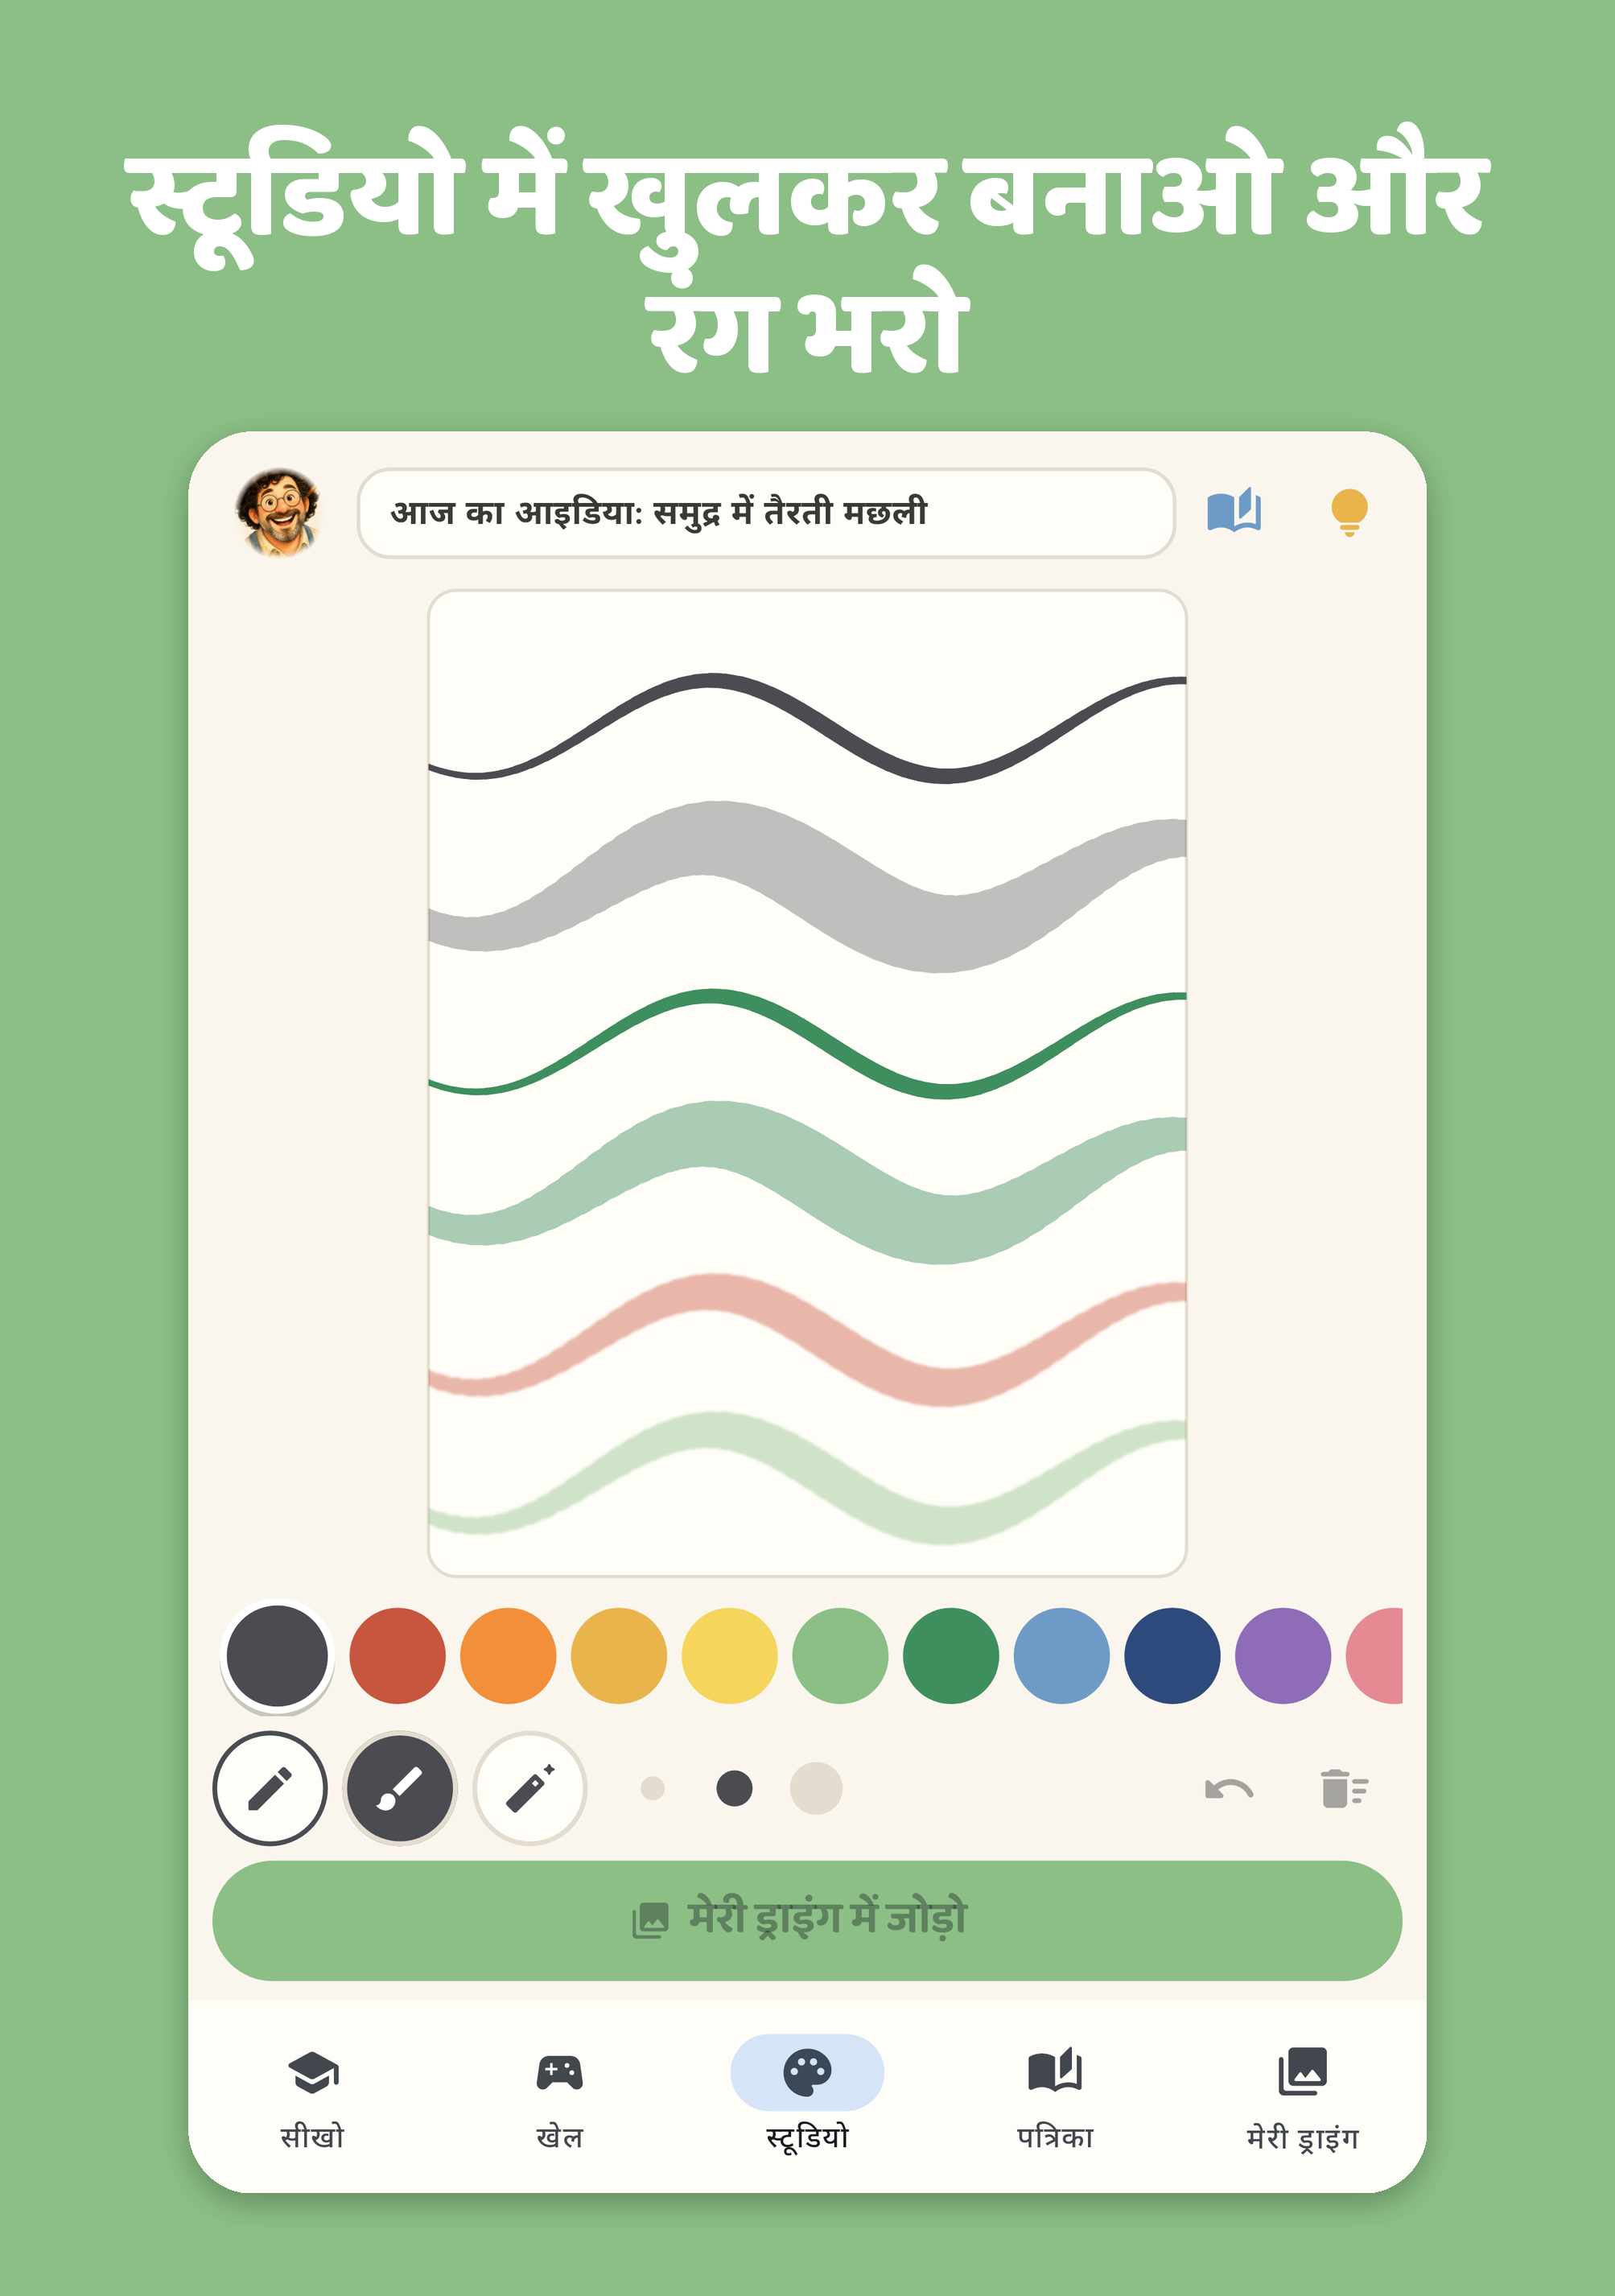 स्टूडियो में खुलकर बनाओ और
रंग भरो
आज का आइडिया: समुद्र में तैरती मछली
मेरी ड्राइंग में जोड़ो
सीखो
खेल
स्टूडियो
पत्रिका
मेरी ड्राइंग